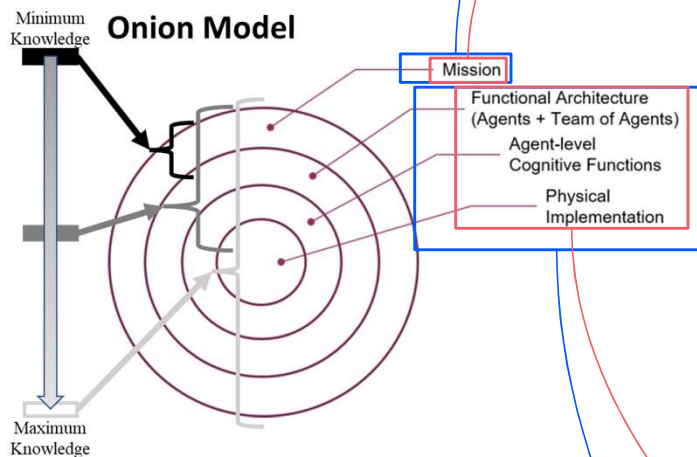 Minimum
Knowledge
Onion Model
Mission
Functional Architecture
(Agents + Team of Agents)
Agent-level
Cognitive Functions
Physical
Implementation
Maximum
Knowledge